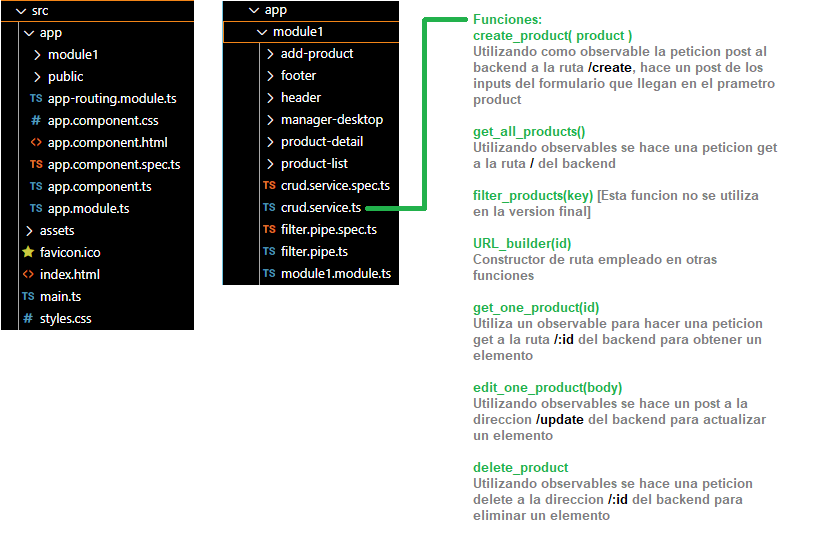 src
app
module1
public
TS app-routing.module.ts
# app.component.css
<> app.component.html
TS app.component.spec.ts
TS app.component.ts
TS app.module.ts
assets
favicon.ico
<> index.html
TS main.ts
# styles.css
app
module1
add-product
footer
header
manager-desktop
product-detail
product-list
TS crud.service.spec.ts
TS crud.service.ts
TS filter.pipe.spec.ts
TS filter.pipe.ts
TS module1.module.ts
Funciones:
create_product( product )
Utilizando como observable la peticion post al
backend a la ruta /create, hace un post de los
inputs del formulario que llegan en el prametro
product
get_all_products()
Utilizando observables se hace una peticion get
a la ruta / del backend
filter_products(key) [Esta funcion no se utiliza
en la version final]
URL_builder(id)
Constructor de ruta empleado en otras
funciones
get_one_product(id)
Utiliza un observable para hacer una peticion
get a la ruta /:id del backend para obtener un
elemento
edit_one_product(body)
Utilizando observables se hace un post a la
direccion /update del backend para actualizar
un elemento
delete_product
Utilizando observables se hace una peticion
delete a la direccion /:id del backend para
eliminar un elemento